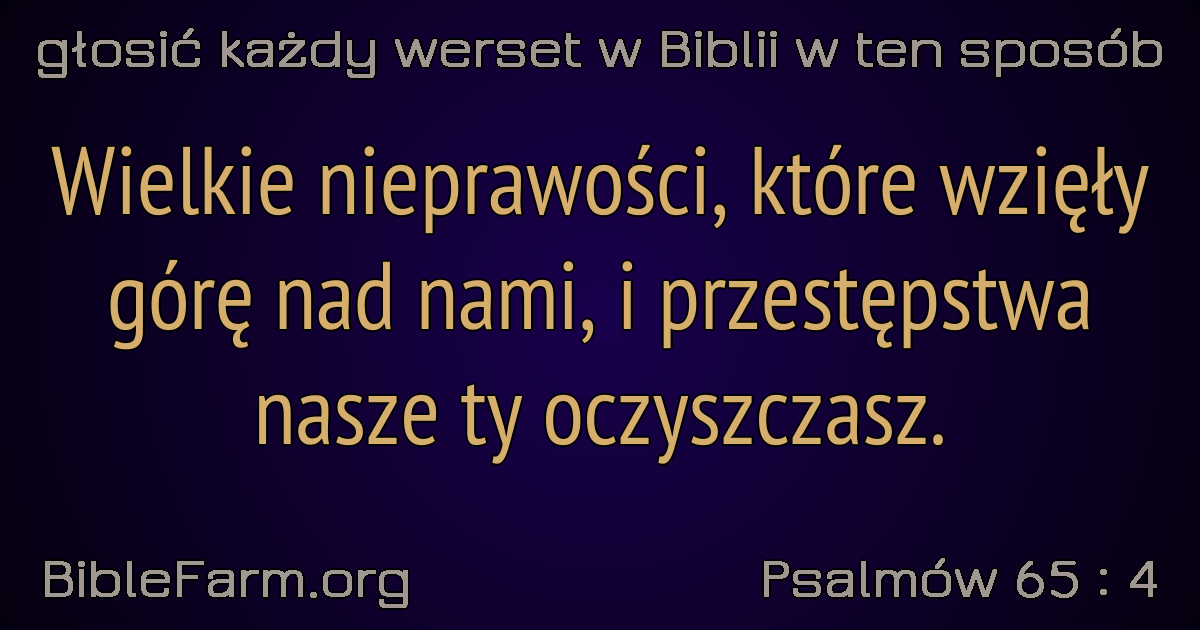 głosić każdy werset w Biblii w ten sposób
Wielkie nieprawości, które wzięły
górę nad nami, i przestępstwa
nasze ty oczyszczasz.
BibleFarm.org
Psalmów 65 : 4